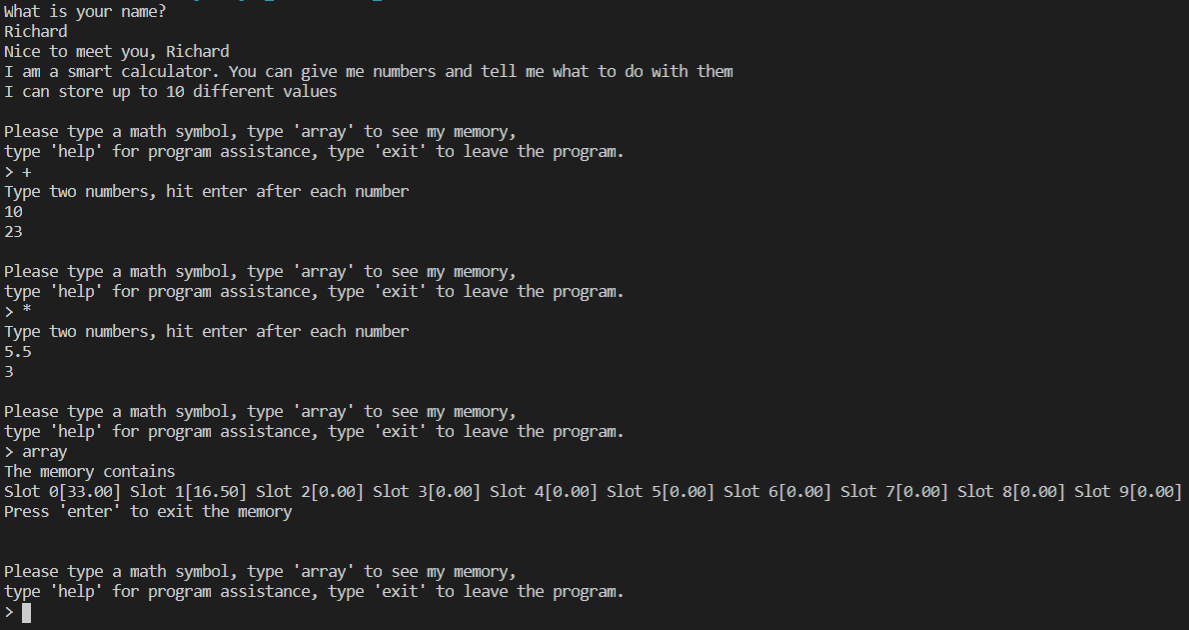 What is your name?
Richard
Nice to meet you, Richard
I am a smart calculator. You can give me numbers and tell me what to do with them
I can store up to 10 different values
Please type a math symbol, type 'array' to see my memory,
type 'help' for program assistance, type 'exit' to leave the program.
> +
Type two numbers, hit enter after each number
10
23
Please type a math symbol, type 'array' to see my memory,
type 'help' for program assistance, type 'exit' to leave the program.
> *
Type two numbers, hit enter after each number
5.5
3
Please type a math symbol, type 'array' to see my memory,
type 'help' for program assistance, type 'exit' to leave the program.
> array
The memory contains
Slot 0[33.00] Slot 1[16.50] Slot 2[0.00] Slot 3[0.00] Slot 4[0.00] Slot 5[0.00] Slot 6[0.00] Slot 7[0.00] Slot 8[0.00] Slot 9[0.00]
Press 'enter' to exit the memory
Please type a math symbol, type 'array' to see my memory,
type 'help' for program assistance, type 'exit' to leave the program.
>